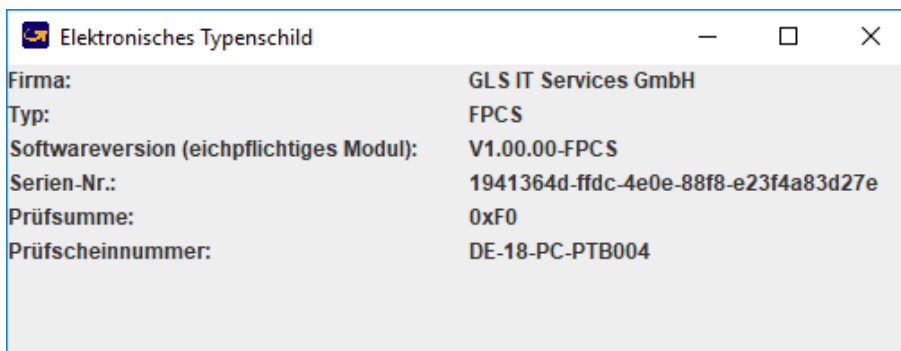 Elektronisches Typenschild
Firma: GLS IT Services GmbH
Typ: FPCS
Softwareversion (eichpflichtiges Modul): V1.00.00-FPCS
Serien-Nr.: 1941364d-ffdc-4e0e-88f8-e23f4a83d27e
Prüfsumme: 0xF0
Prüfscheinnummer: DE-18-PC-PTB004